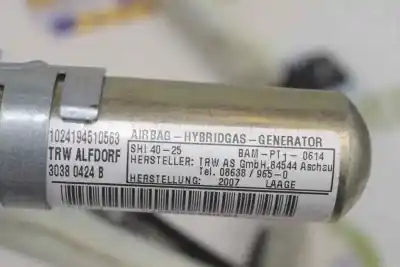 1024194510563
TRW ALFDORF
3038 0424 B
AIRBAG-HYBRIDGAS-GENERATOR
SHI 40-25 BAM-PT1-0614
HERSTELLER: TRW AS GmbH, 84544 Aschau
Tel. 08638 / 965-0
HERSTELLUNG: 2007 LAAGE